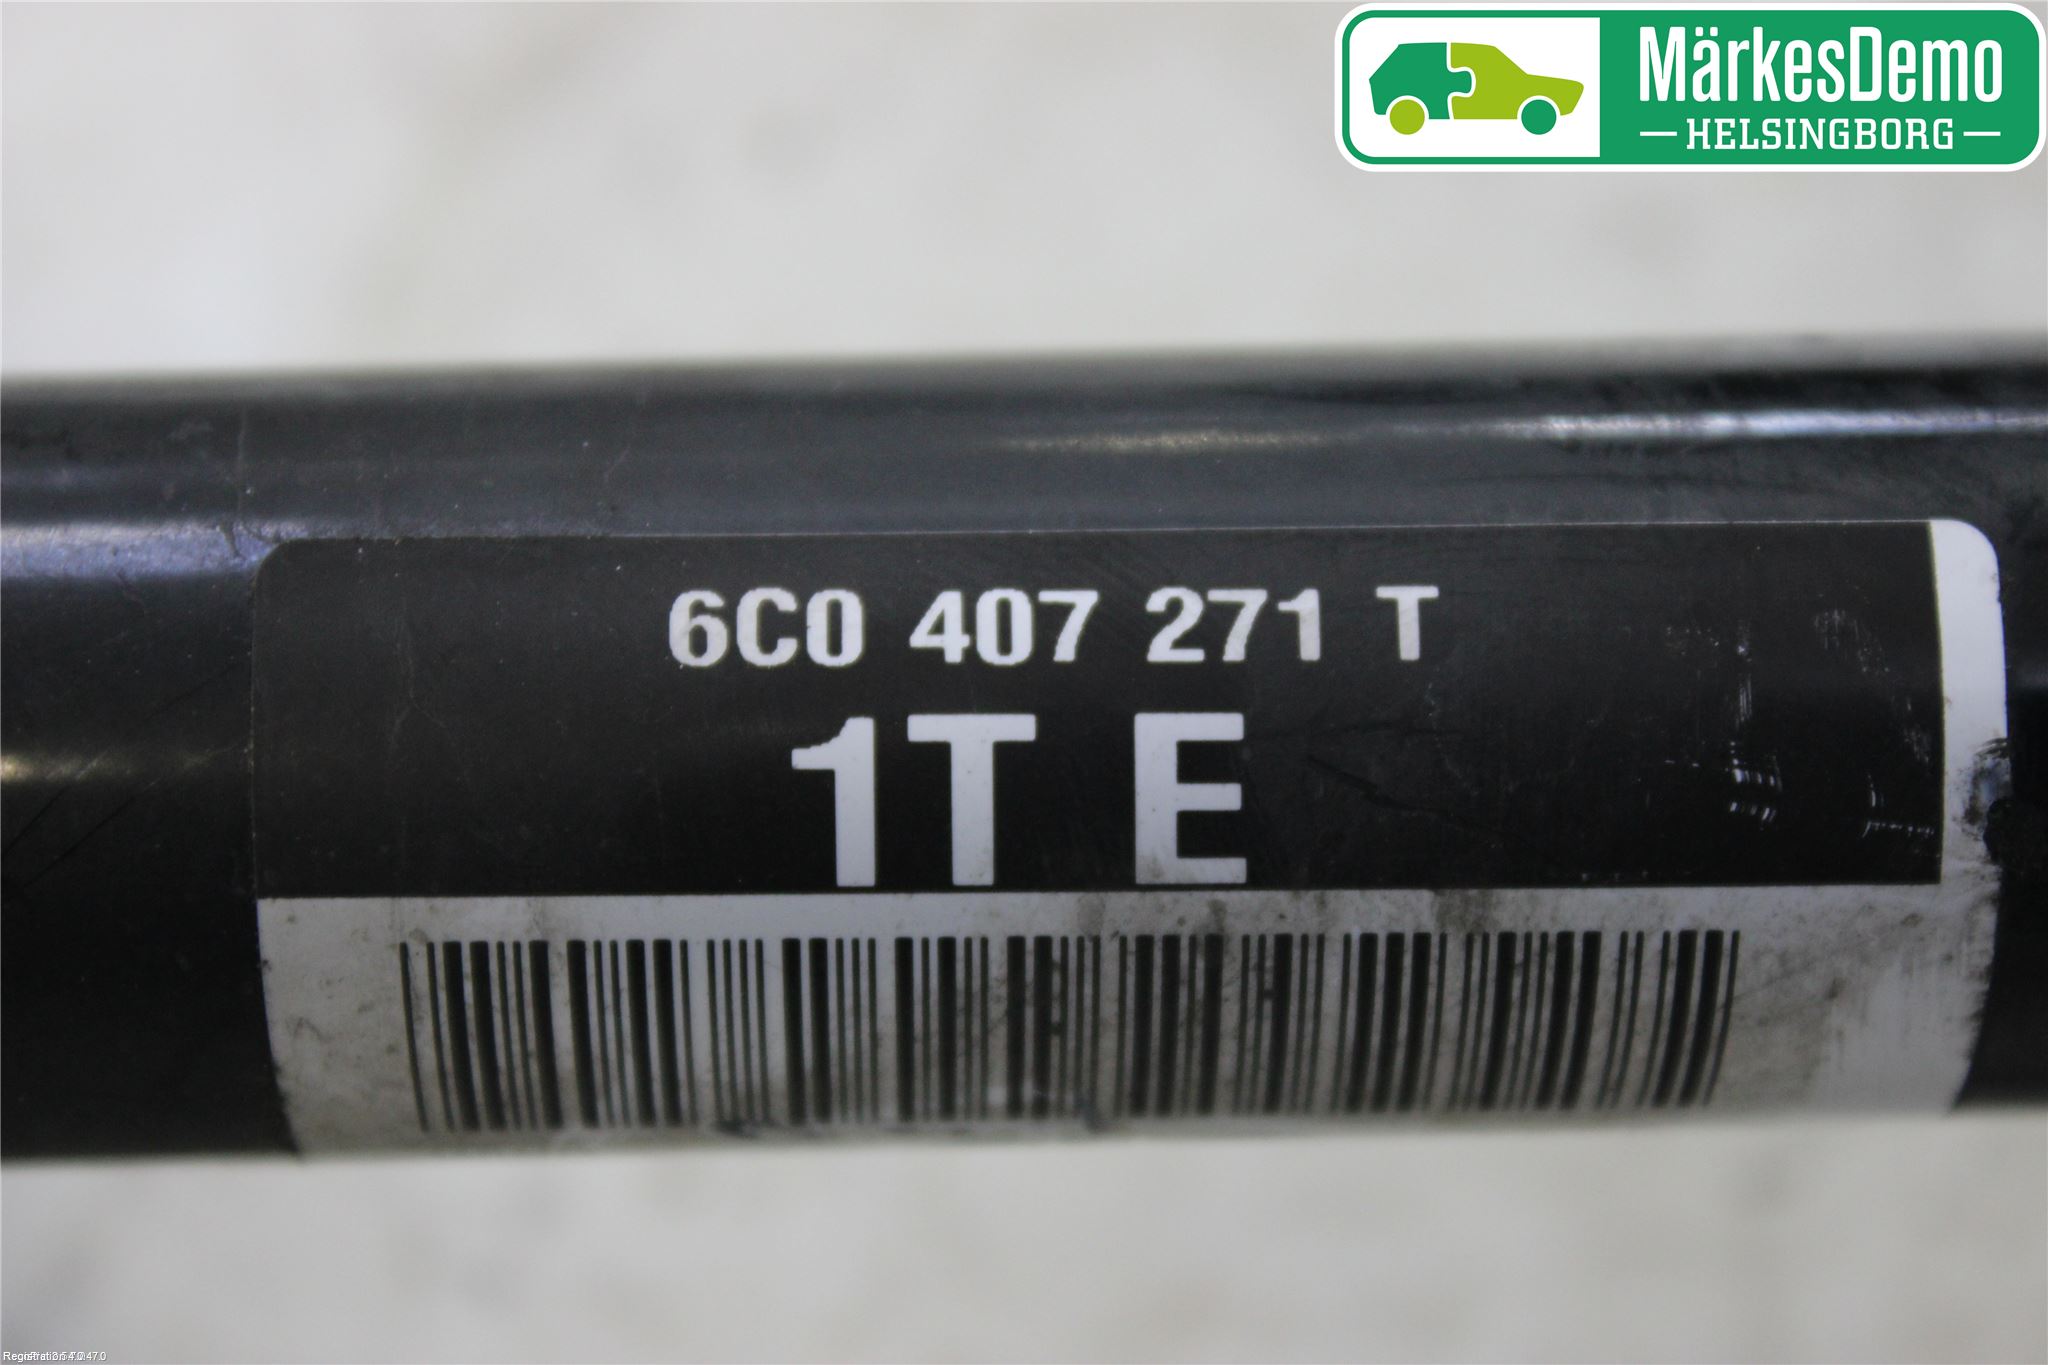 MärkesDemo
HELSINGBORG
6C0 407 271 T
1T E